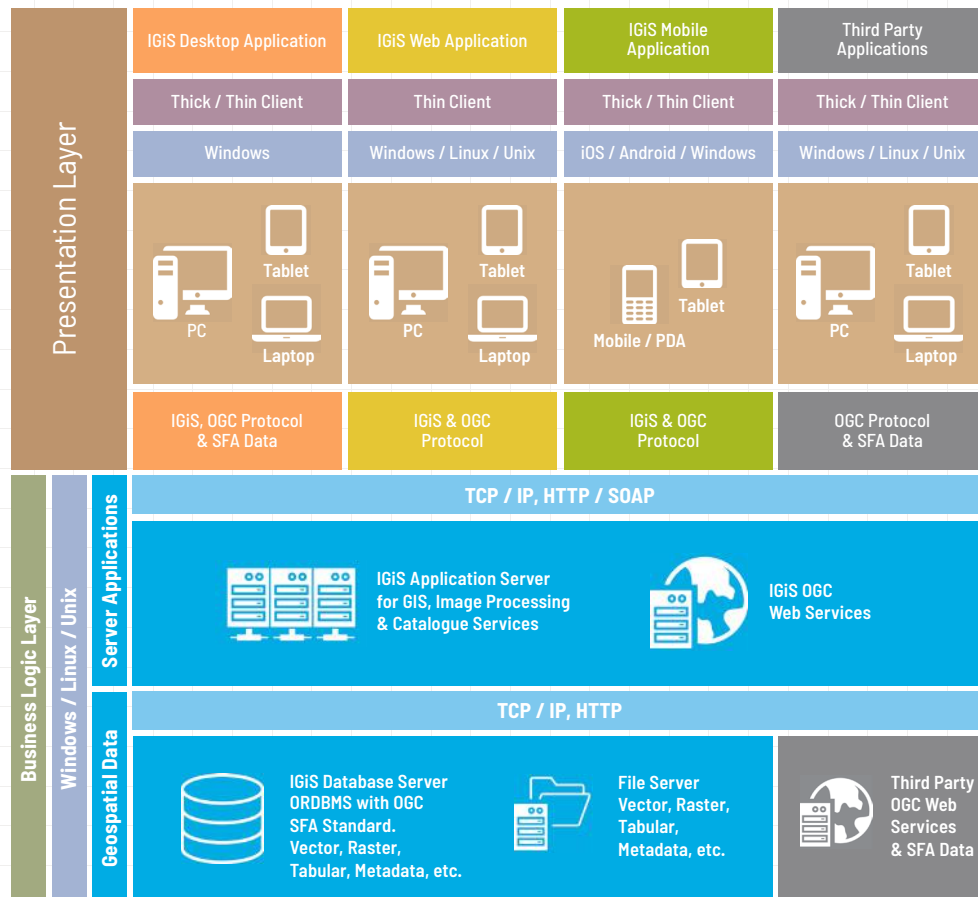 Presentation Layer
IGiS Desktop Application
IGiS Web Application
IGiS Mobile
Application
Third Party
Applications
Thick / Thin Client
Thin Client
Thick / Thin Client
Thick / Thin Client
Windows
Windows / Linux / Unix
iOS / Android / Windows
Windows / Linux / Unix
PC
Tablet
Laptop
PC
Tablet
Laptop
Mobile / PDA
Tablet
PC
Tablet
Laptop
IGiS, OGC Protocol
& SFA Data
IGiS & OGC
Protocol
IGiS & OGC
Protocol
OGC Protocol
& SFA Data
Business Logic Layer
Windows / Linux / Unix
Server Applications
TCP / IP, HTTP / SOAP
IGiS Application Server
for GIS, Image Processing
& Catalogue Services
IGiS OGC
Web Services
Geospatial Data
TCP / IP, HTTP
IGiS Database Server
ORDBMS with OGC
SFA Standard.
Vector, Raster,
Tabular, Metadata, etc.
File Server
Vector, Raster,
Tabular,
Metadata, etc.
Third Party
OGC Web
Services
& SFA Data